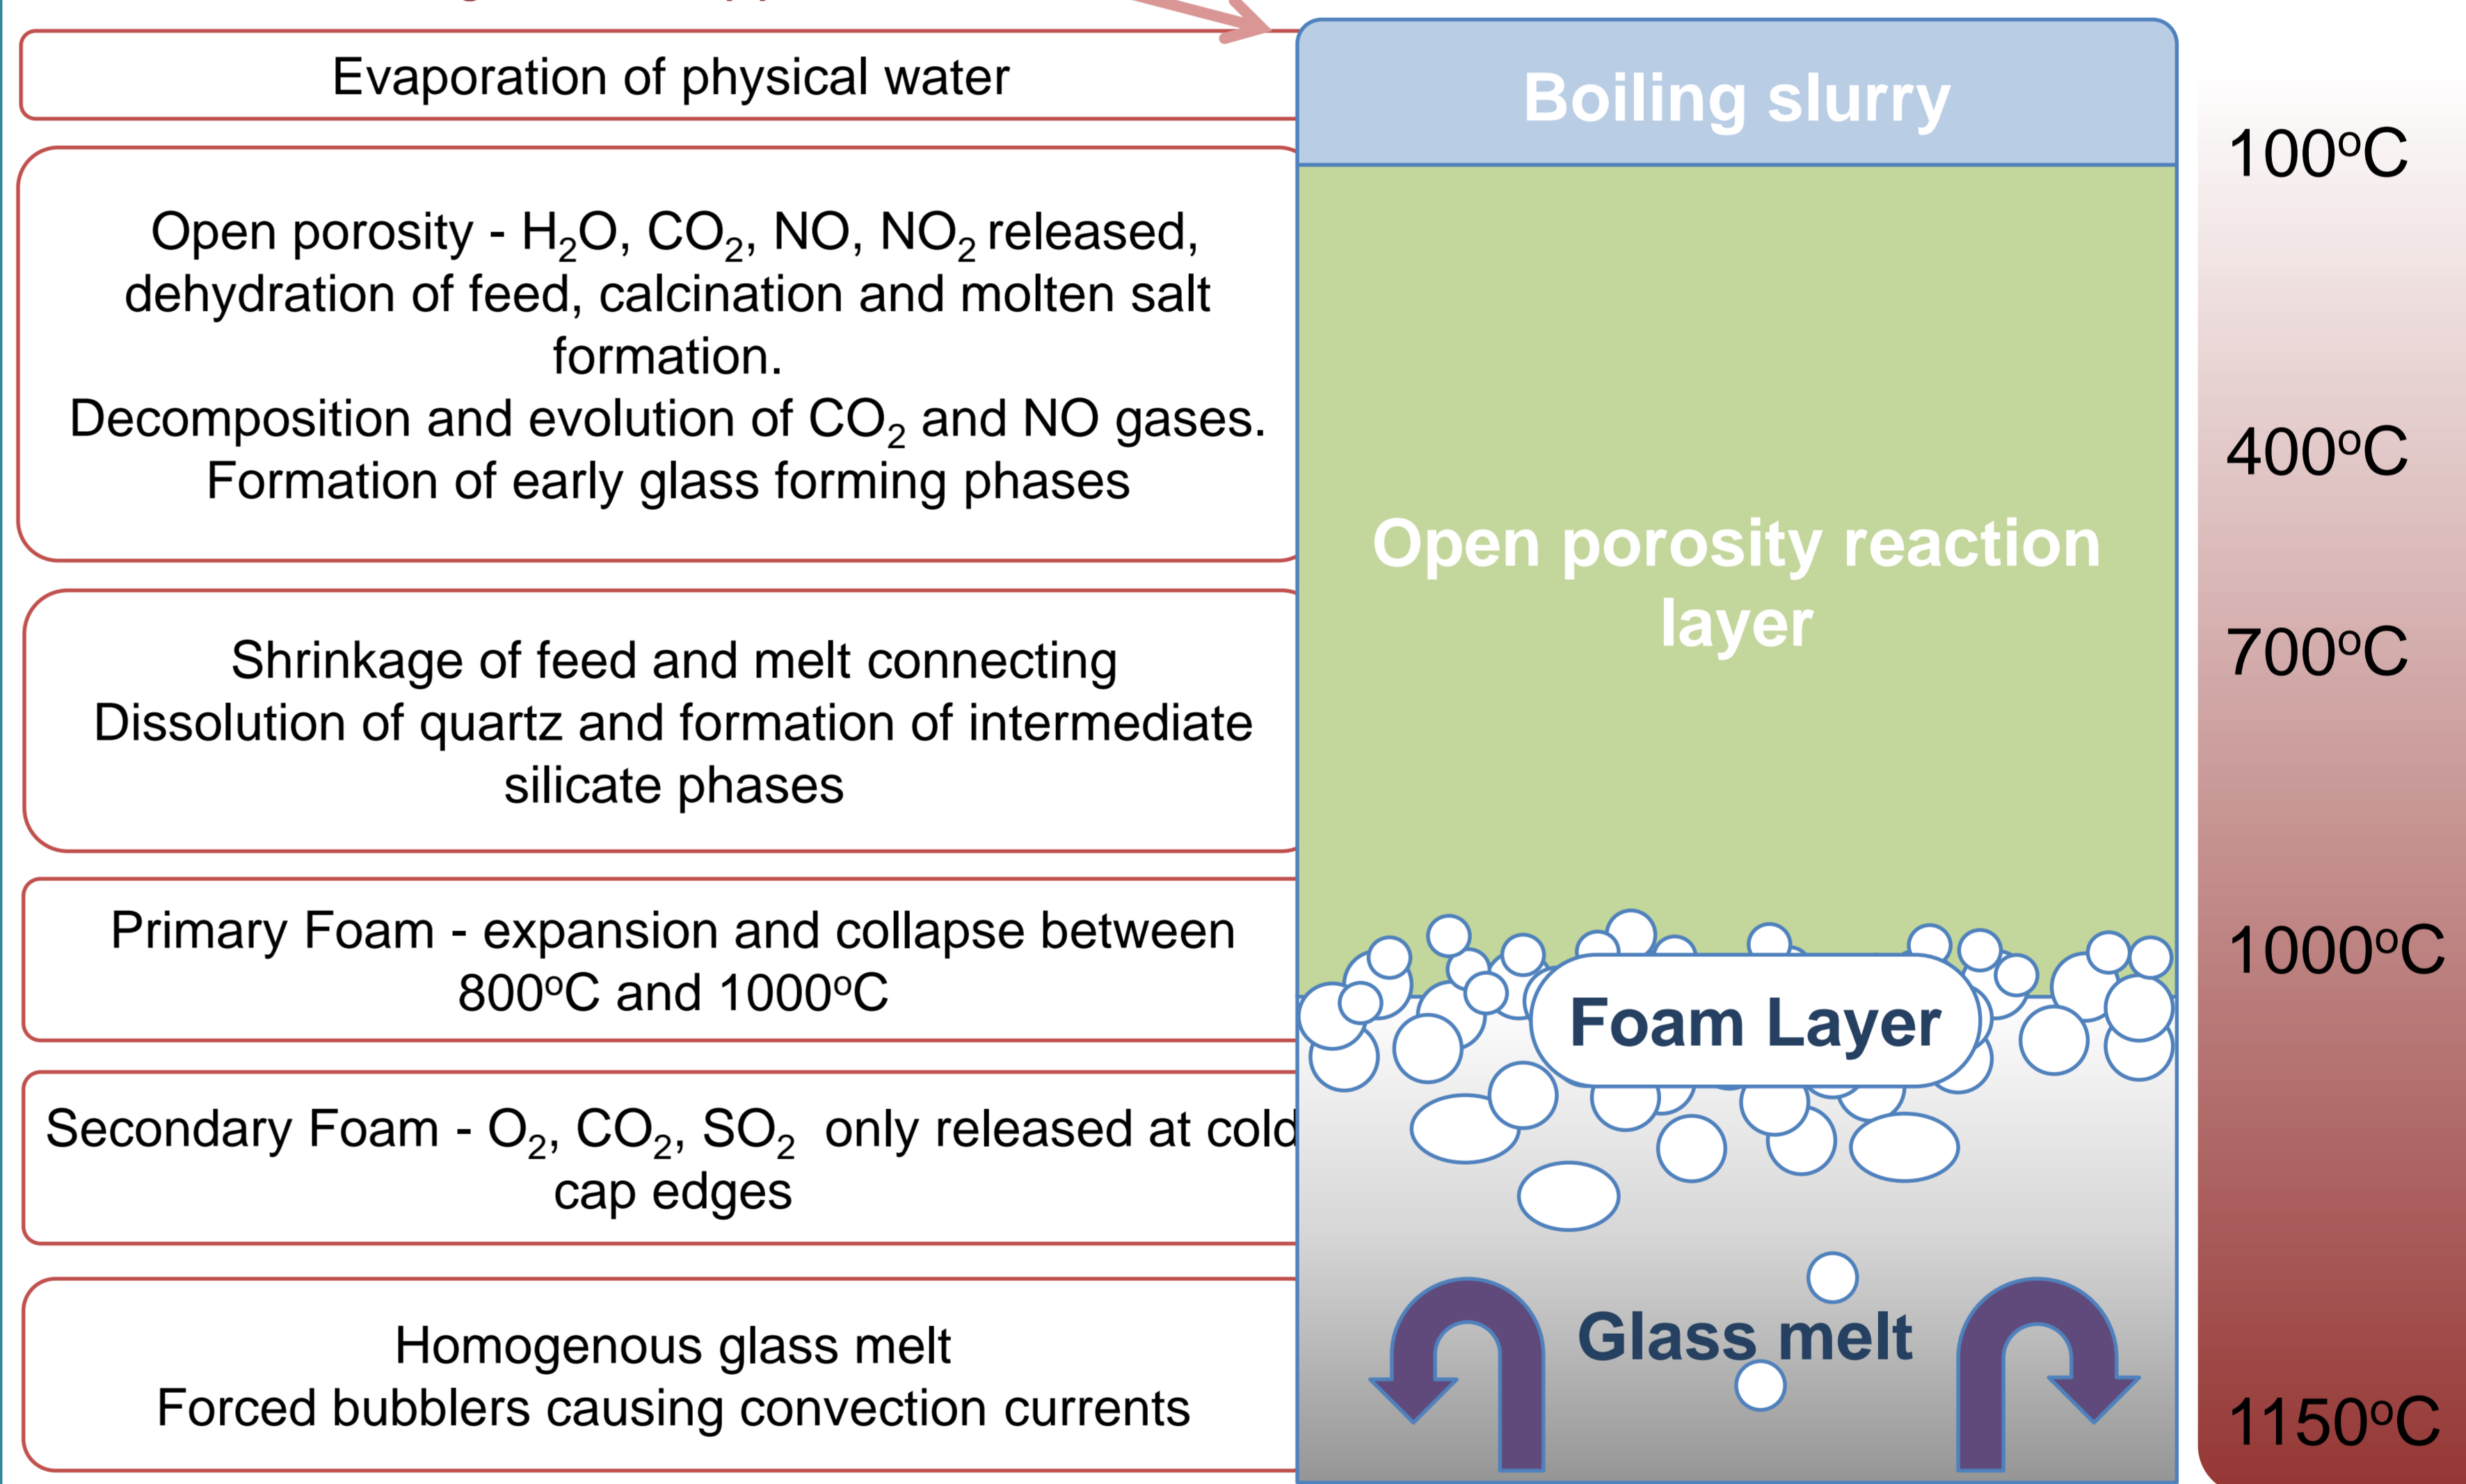 Evaporation of physical water
Open porosity - H₂O, CO₂, NO, NO₂ released,
dehydration of feed, calcination and molten salt
formation.
Decomposition and evolution of CO₂ and NO gases.
Formation of early glass forming phases
Shrinkage of feed and melt connecting
Dissolution of quartz and formation of intermediate
silicate phases
Primary Foam - expansion and collapse between
800ºC and 1000ºC
Secondary Foam - O₂, CO₂, SO₂ only released at cold
cap edges
Homogenous glass melt
Forced bubblers causing convection currents
Boiling slurry
Open porosity reaction
layer
Foam Layer
Glass melt
100ºC
400ºC
700ºC
1000ºC
1150ºC